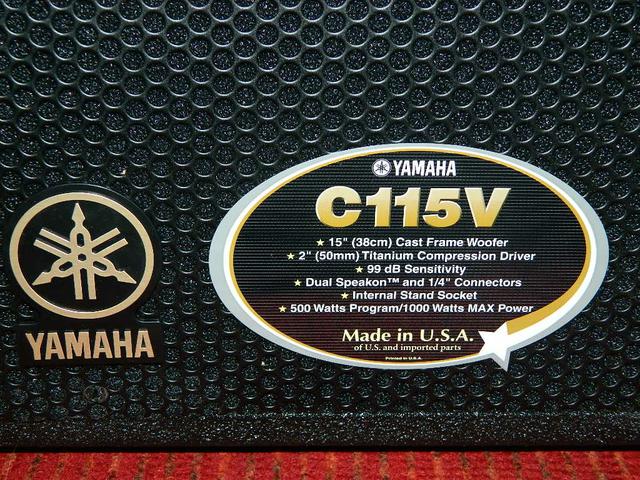 YAMAHA
C115V
★ 15" (38cm) Cast Frame Woofer
★ 2" (50mm) Titanium Compression Driver
★ 99 dB Sensitivity
★ Dual Speakon™ and 1/4" Connectors
★ Internal Stand Socket
★ 500 Watts Program/1000 Watts MAX Power
Made in U.S.A.
of U.S. and imported parts
Printed in U.S.A.
YAMAHA